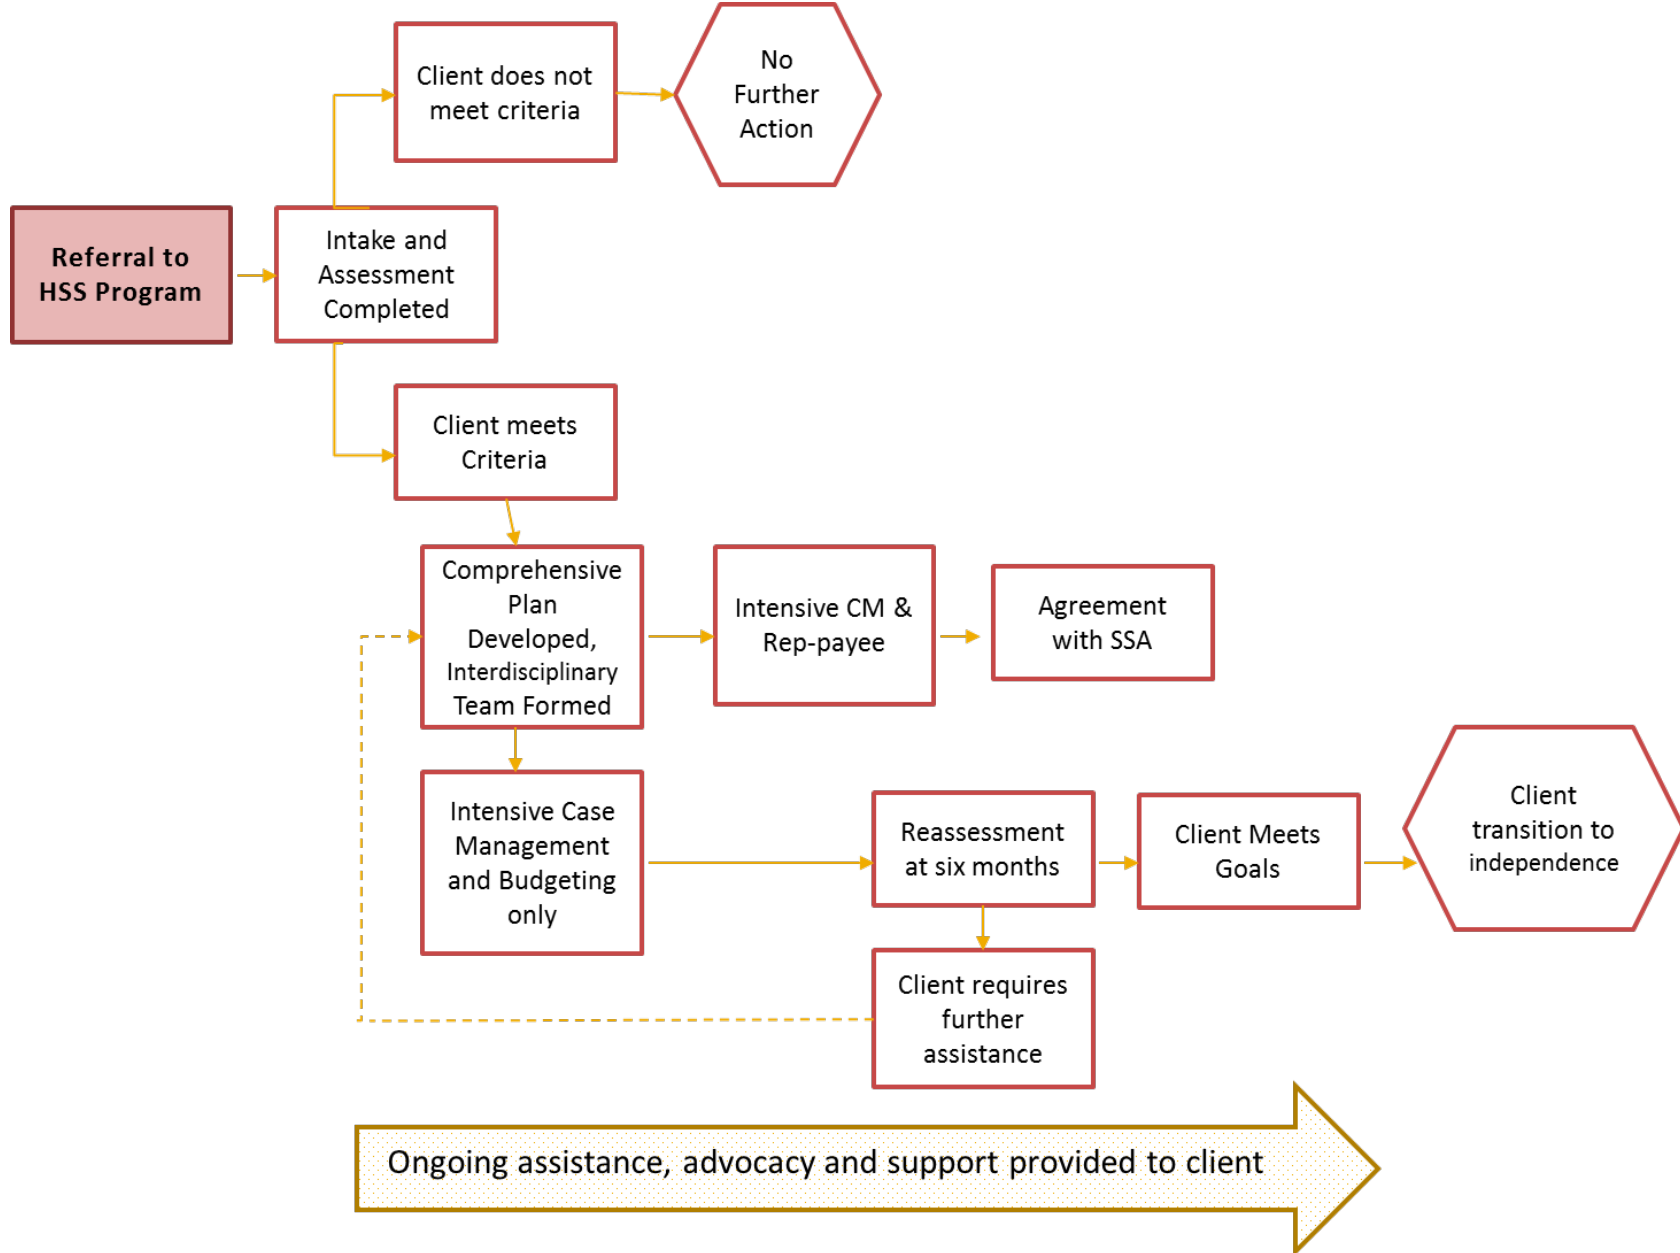 Client does not
meet criteria
No
Further
Action
Referral to
HSS Program
Intake and
Assessment
Completed
Client meets
Criteria
Comprehensive
Plan
Developed,
Interdisciplinary
Team Formed
Intensive CM &
Rep-payee
Agreement
with SSA
Intensive Case
Management
and Budgeting
only
Reassessment
at six months
Client Meets
Goals
Client
transition to
independence
Client requires
further
assistance
Ongoing assistance, advocacy and support provided to client